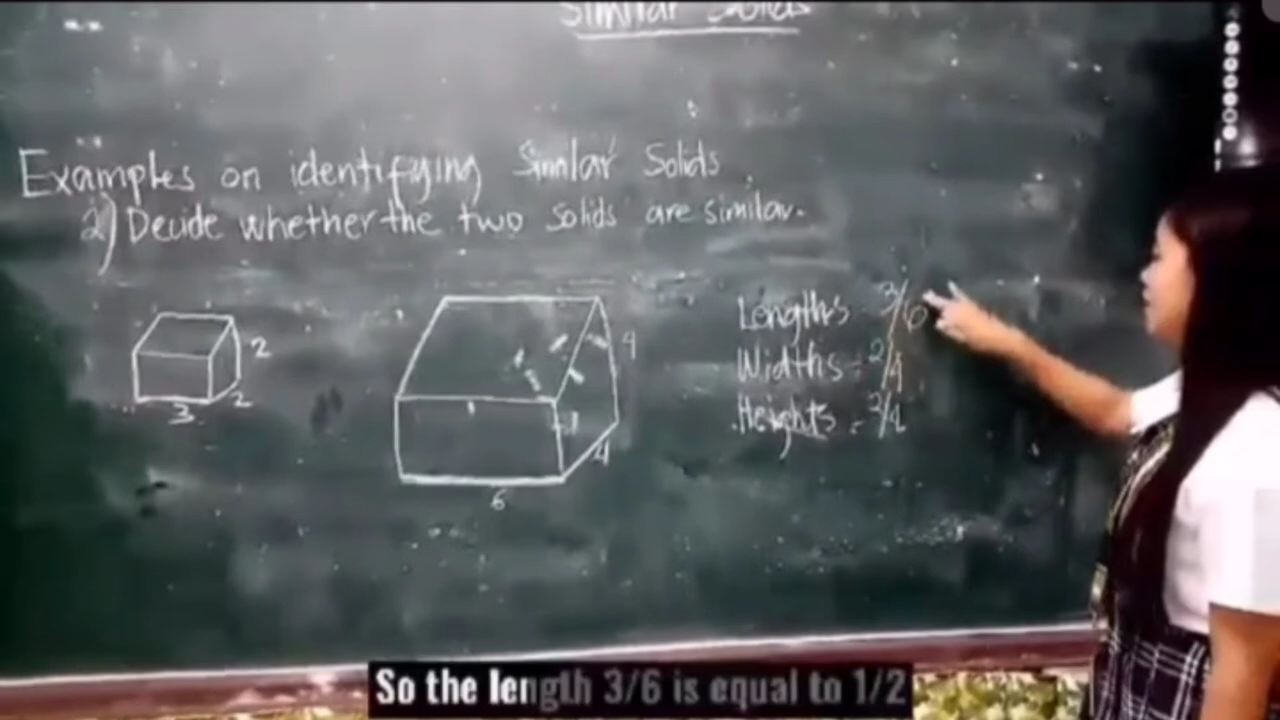 Similar Solids
Examples on identifying Similar Solids.
2) Decide whether the two solids are similar.
2
3
2
4
4
6
Lengths = 3/6
Widths = 2/4
Heights = 2/4
So the length 3/6 is equal to 1/2